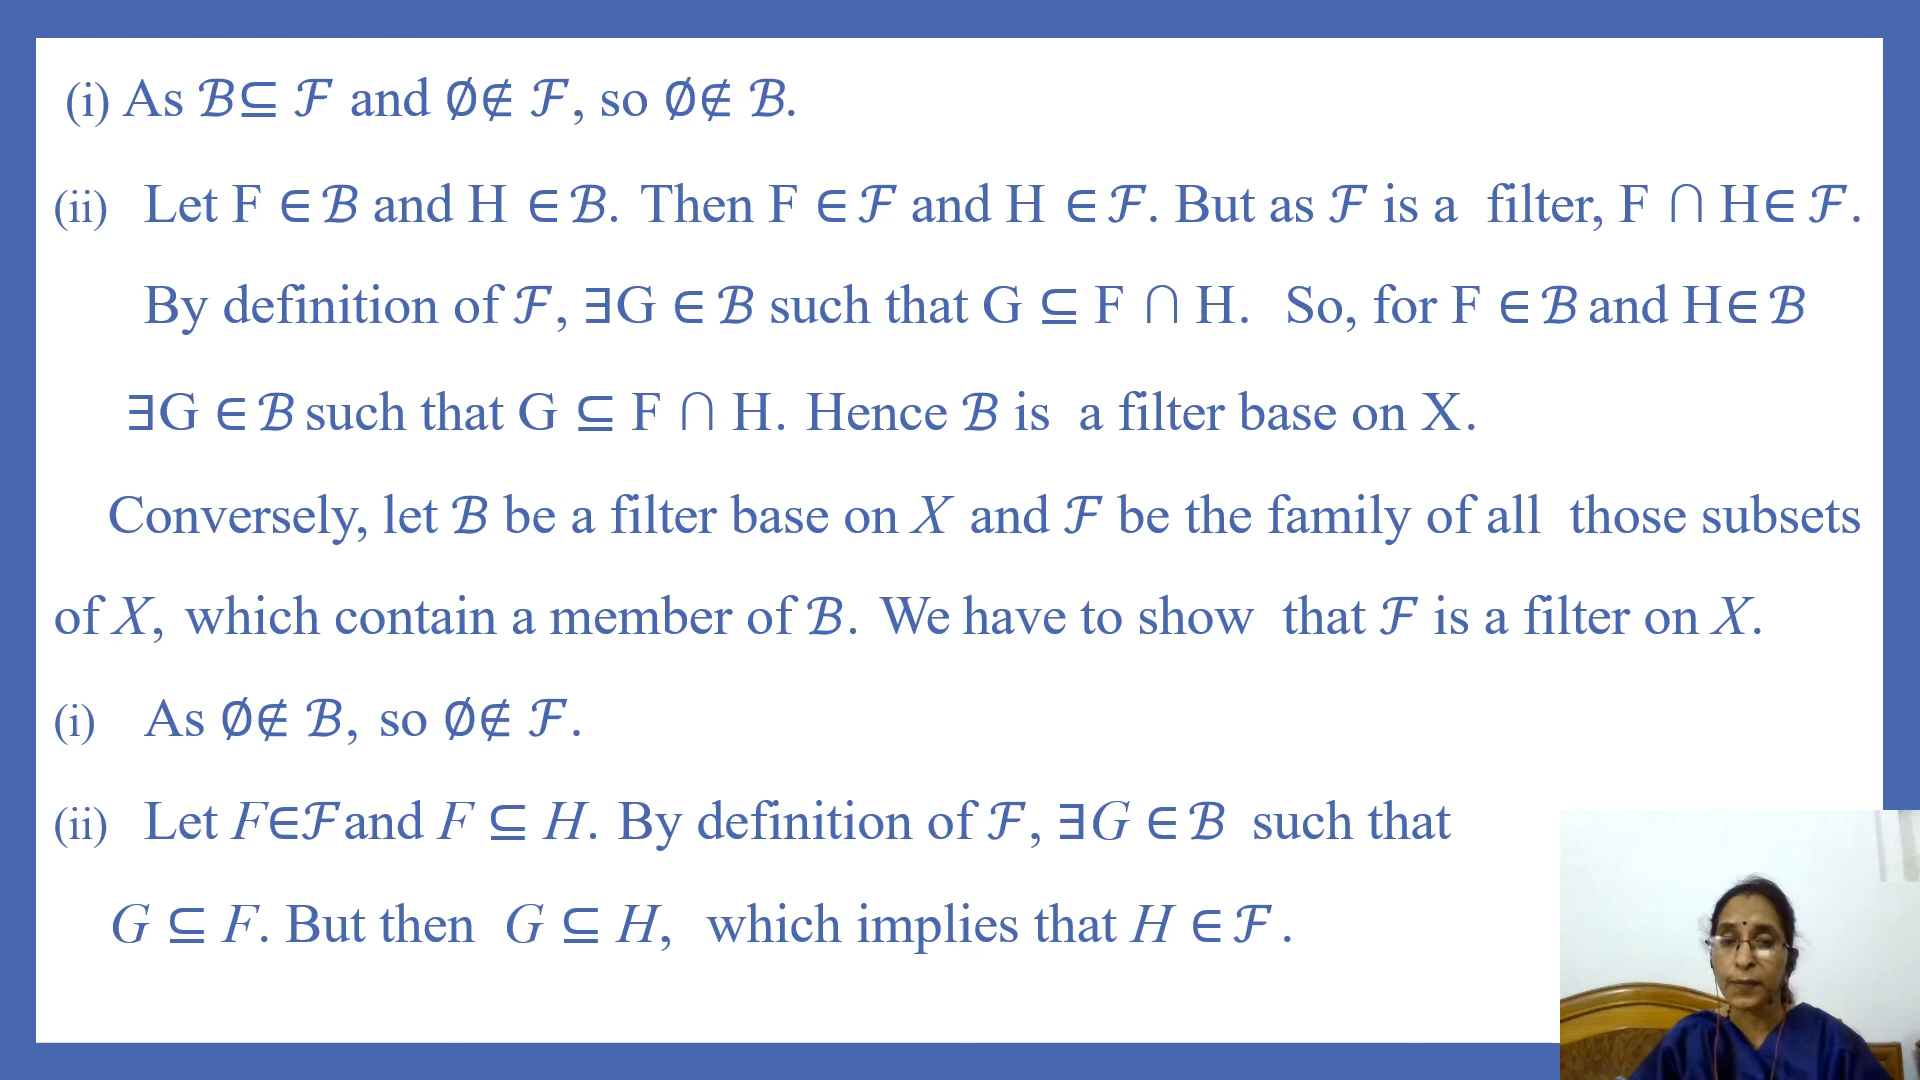 (i) As ℬ⊆ ℱ and ∅∉ ℱ, so ∅∉ ℬ.
(ii) Let F ∈ ℬ and H ∈ ℬ. Then F ∈ ℱ and H ∈ ℱ. But as ℱ is a filter, F ∩ H∈ ℱ.
By definition of ℱ, ∃G ∈ ℬ such that G ⊆ F ∩ H. So, for F ∈ ℬ and H∈ ℬ
∃G ∈ ℬ such that G ⊆ F ∩ H. Hence ℬ is a filter base on X.
Conversely, let ℬ be a filter base on X and ℱ be the family of all those subsets
of X, which contain a member of ℬ. We have to show that ℱ is a filter on X.
(i) As ∅∉ ℬ, so ∅∉ ℱ.
(ii) Let F∈ℱ and F ⊆ H. By definition of ℱ, ∃G ∈ ℬ such that
G ⊆ F. But then G ⊆ H, which implies that H ∈ ℱ.